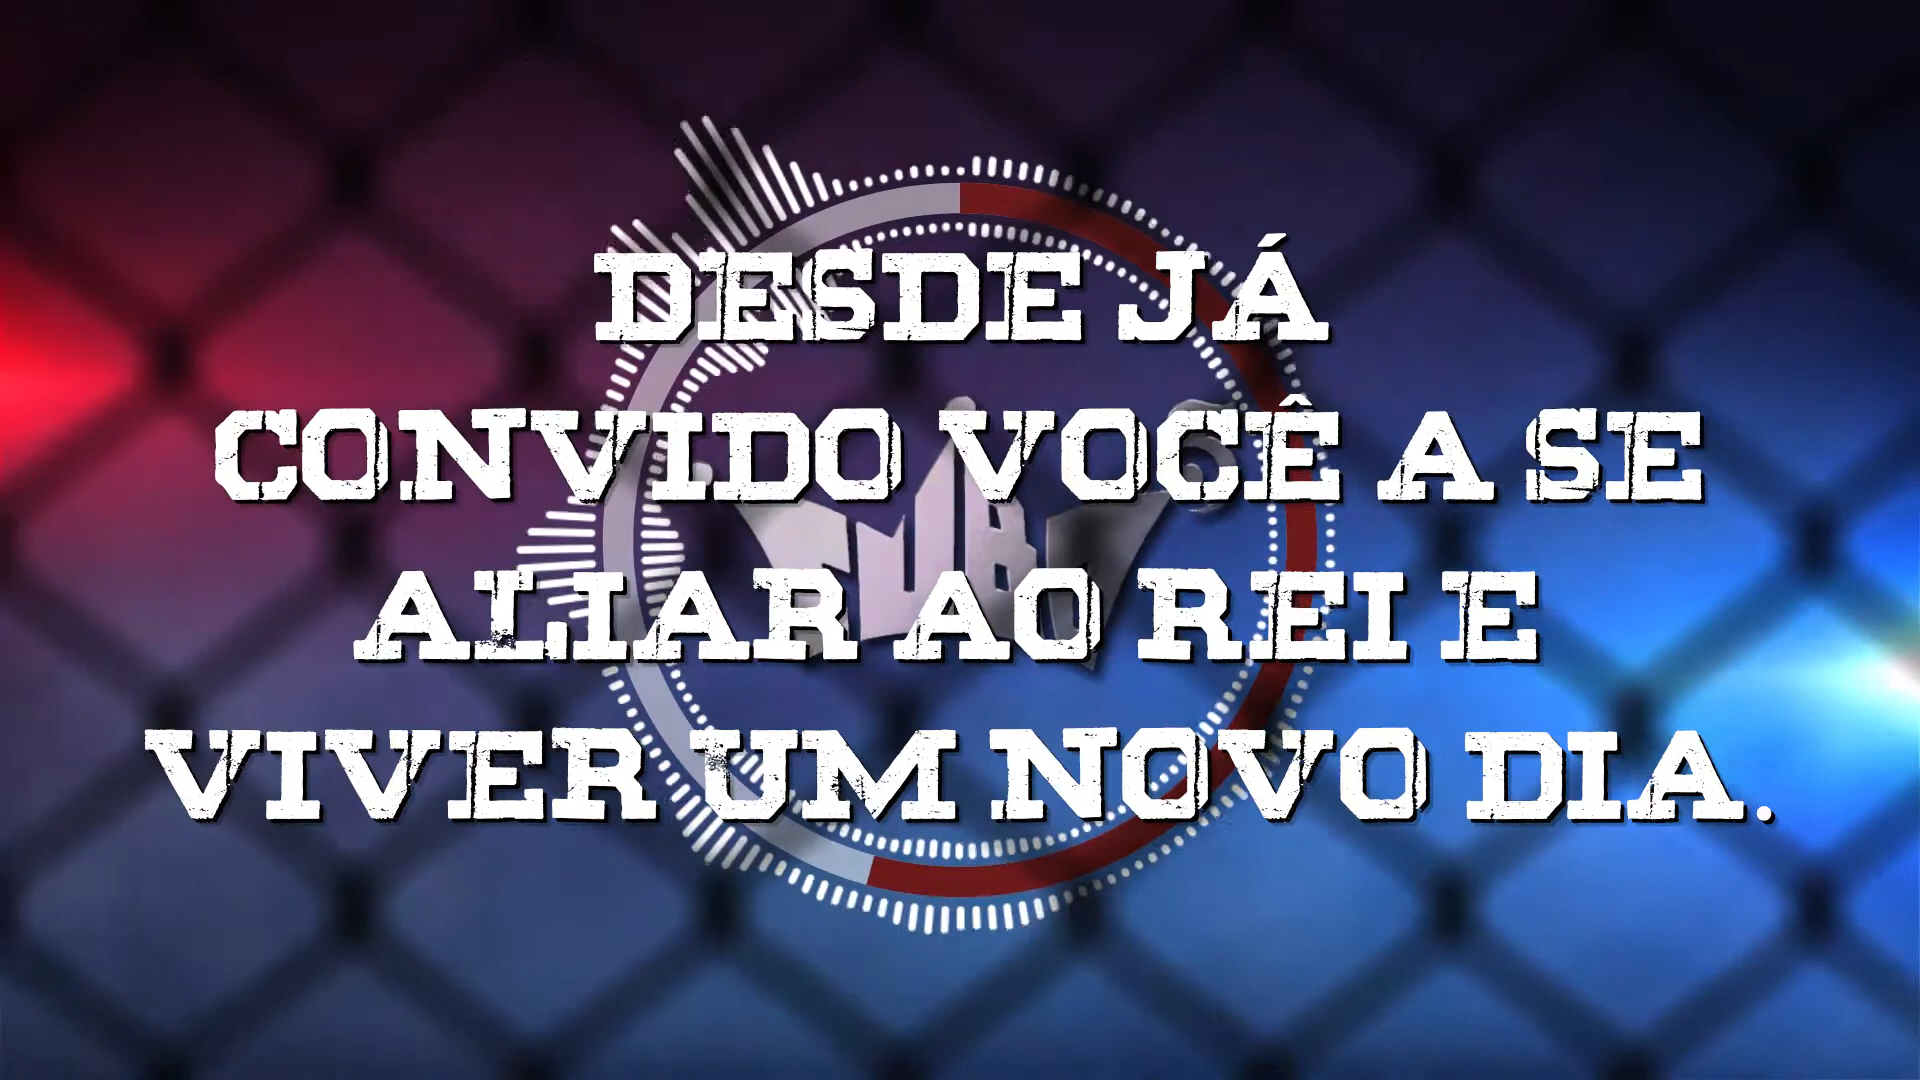 DESDE JÁ
CONVIDO VOCÊ A SE
ALIAR AO REI E
VIVER UM NOVO DIA.